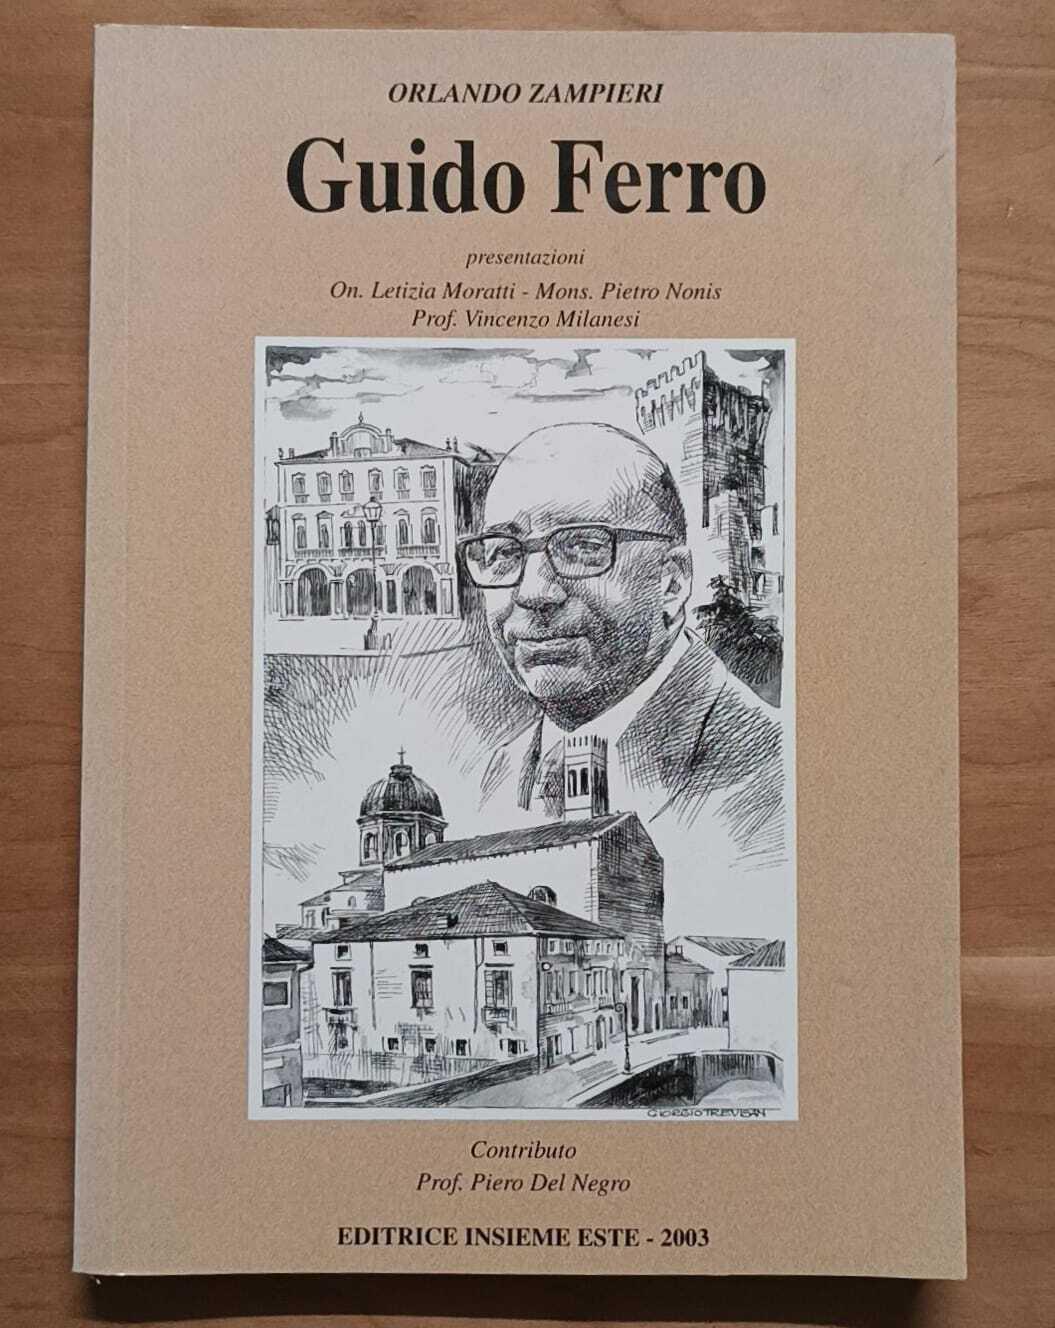 ORLANDO ZAMPIERI
Guido Ferro
presentazioni
On. Letizia Moratti - Mons. Pietro Nonis
Prof. Vincenzo Milanesi
GIORGIO TREVISAN
Contributo
Prof. Piero Del Negro
EDITRICE INSIEME ESTE - 2003